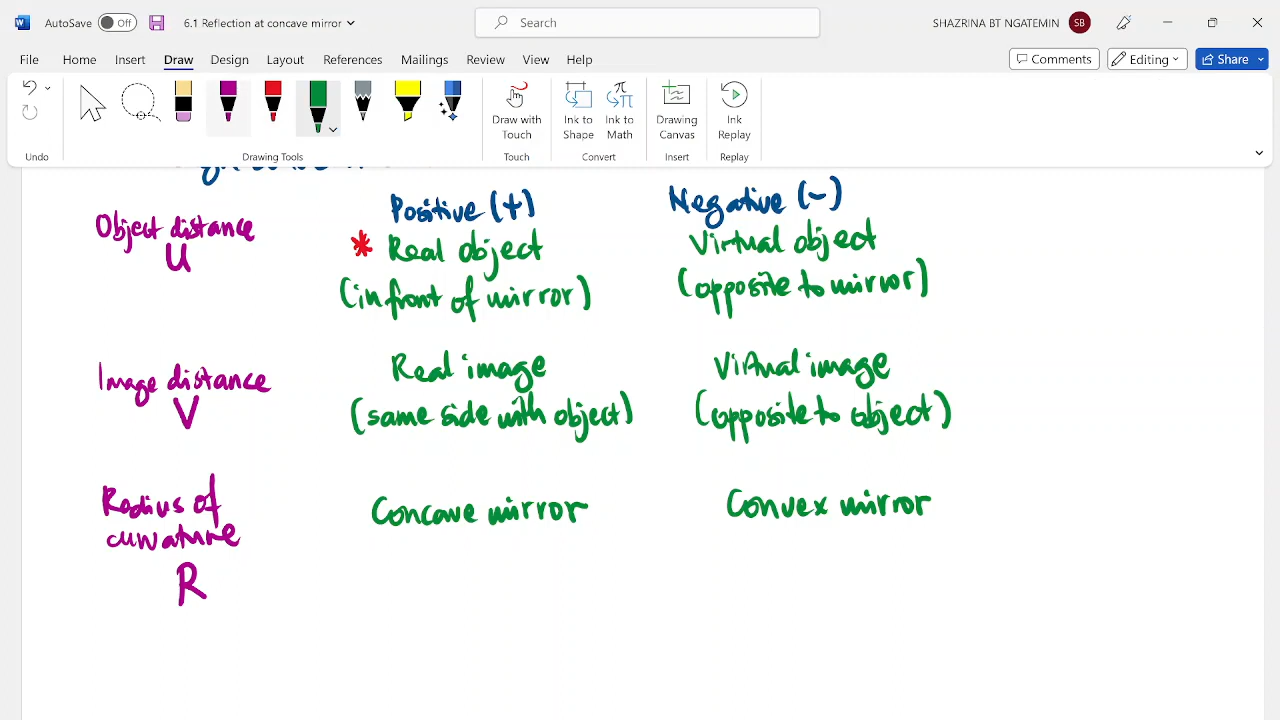 AutoSave Off 6.1 Reflection at concave mirror Search SHAZRINA BT NGATEMIN SB
File Home Insert Draw Design Layout References Mailings Review View Help Comments Editing Share
Draw with Touch Ink to Shape Ink to Math Drawing Canvas Ink Replay
Undo Drawing Tools Touch Convert Insert Replay
Positive (+) Negative (-)
Object distance * Real object Virtual object
u (in front of mirror) (opposite to mirror)
Image distance Real image Virtual image
V (same side with object) (opposite to object)
Radius of Concave mirror Convex mirror
curvature
R